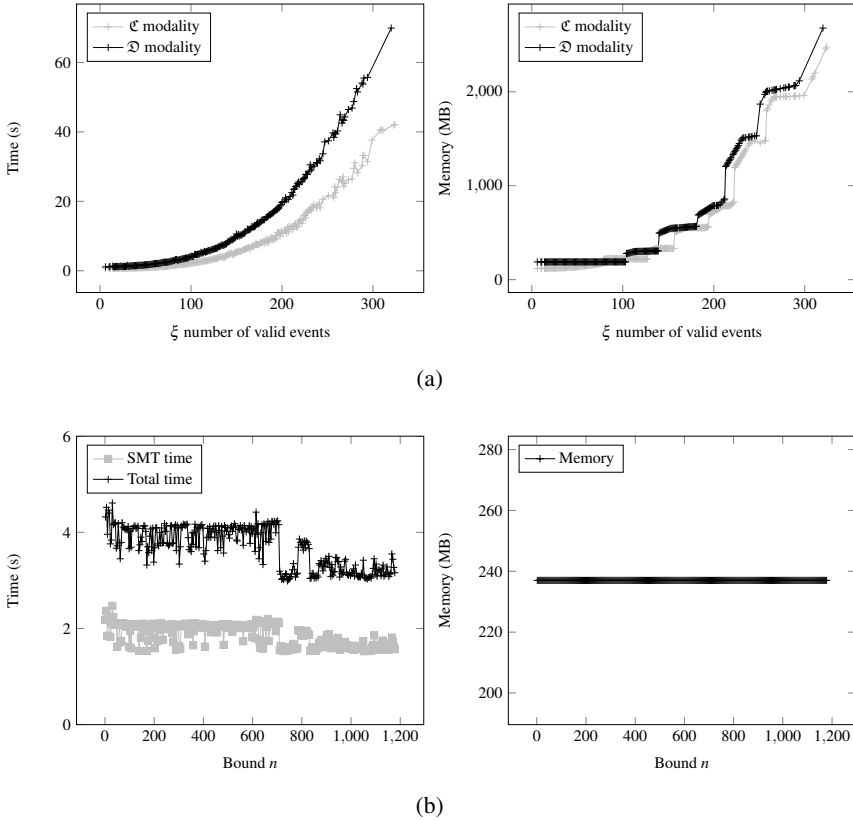 ℭ modality
𝔇 modality
60
40
20
0
Time (s)
0
100
200
300
ξ number of valid events
ℭ modality
𝔇 modality
2,000
1,000
0
Memory (MB)
0
100
200
300
ξ number of valid events
(a)
SMT time
Total time
6
4
2
0
Time (s)
0
200
400
600
800
1,000
1,200
Bound n
Memory
280
260
240
220
200
Memory (MB)
0
200
400
600
800
1,000
1,200
Bound n
(b)